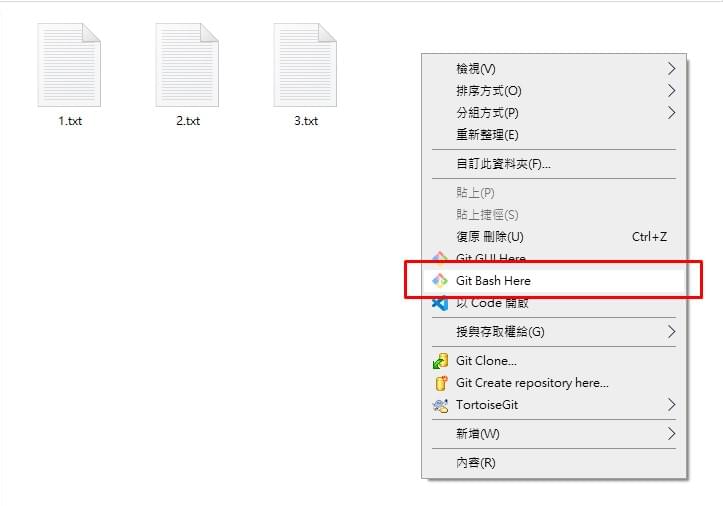 1.txt
2.txt
3.txt
檢視(V)
排序方式(O)
分組方式(P)
重新整理(E)
自訂此資料夾(F)...
貼上(P)
貼上捷徑(S)
復原 刪除(U) Ctrl+Z
Git GUI Here
Git Bash Here
以 Code 開啟
授與存取權給(G)
Git Clone...
Git Create repository here...
TortoiseGit
新增(W)
內容(R)